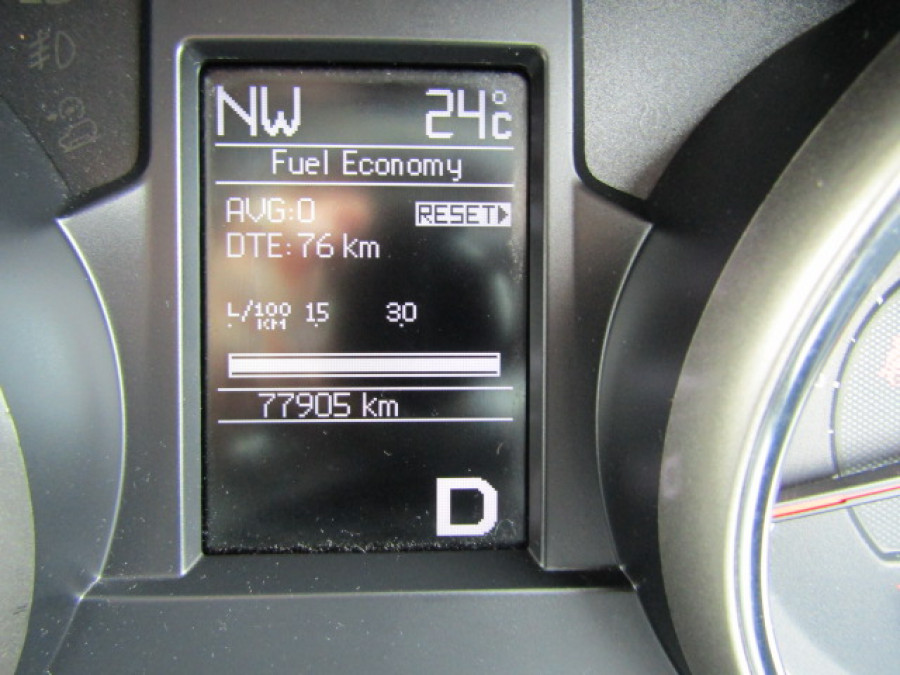 NW 24°C
Fuel Economy
AVG:0 RESET
DTE: 76 km
L/100 KM 15 30
77905 km
D